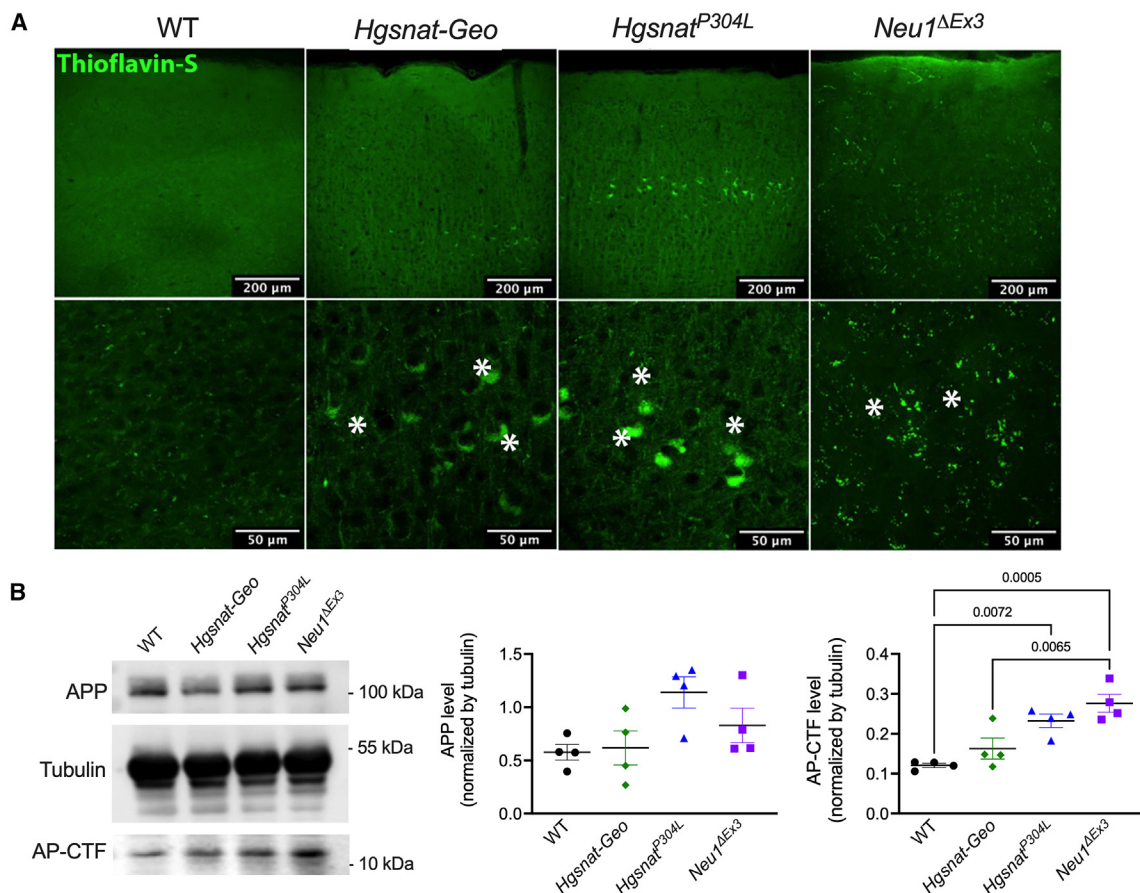 A
WT
Hgsnat-Geo
Hgsnat^P304L
Neu1^ΔEx3
Thioflavin-S
200 µm
200 µm
200 µm
200 µm
*
*
*
*
*
*
*
*
50 µm
50 µm
50 µm
50 µm
B
WT
Hgsnat-Geo
Hgsnat^P304L
Neu1^ΔEx3
APP
- 100 kDa
Tubulin
- 55 kDa
AP-CTF
- 10 kDa
APP level
(normalized by tubulin)
1.5
1.0
0.5
0.0
WT
Hgsnat-Geo
Hgsnat^P304L
Neu1^ΔEx3
0.0005
0.0072
0.0065
AP-CTF level
(normalized by tubulin)
0.4
0.3
0.2
0.1
0.0
WT
Hgsnat-Geo
Hgsnat^P304L
Neu1^ΔEx3